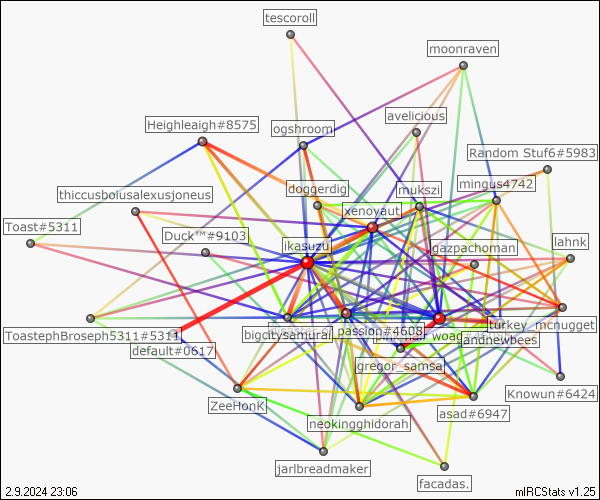 tescoroll
moonraven
avelicious
Heighleaigh#8575
ogshroom
Random Stuf6#5983
doggerdig
mukszi
mingus4742
thiccusboiusalexusjoneus
xenoyaut
Toast#5311
Duck™#9103
ikasuzu
gazpachoman
lahnk
ToastephBroseph5311#5311
bigcitysamurai
passion#4608
woag
turkey_mcnugget
default#0617
andnewbees
gregor_samsa
Knowun#6424
ZeeHonK
neokingghidorah
asad#6947
jarlbreadmaker
facadas.
2.9.2024 23:06
mIRCStats v1.25